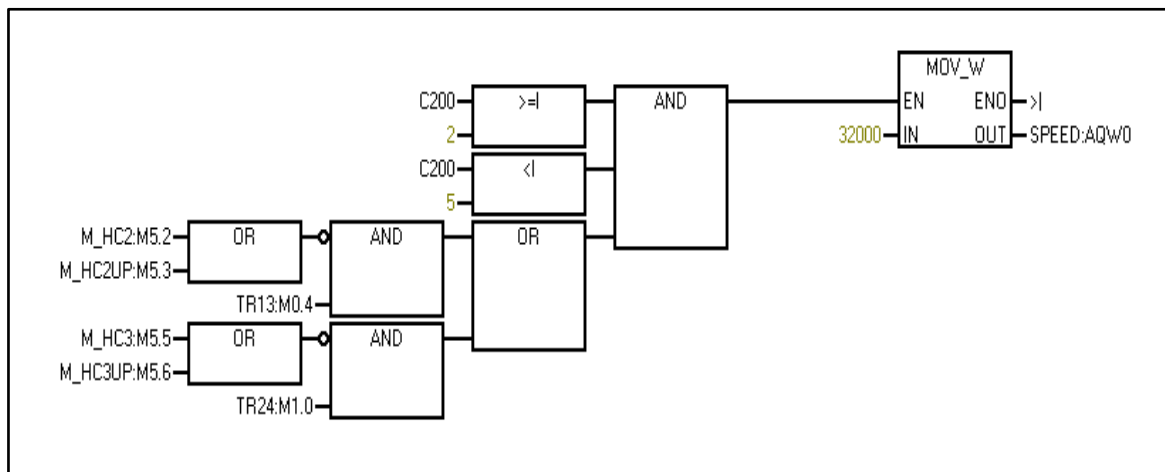 MOV_W
C200 >=I AND EN ENO >|
2 32000 IN OUT SPEED:AQW0
C200 <I
5
M_HC2:M5.2 OR AND OR
M_HC2UP:M5.3
TR13:M0.4
M_HC3:M5.5 OR AND
M_HC3UP:M5.6
TR24:M1.0